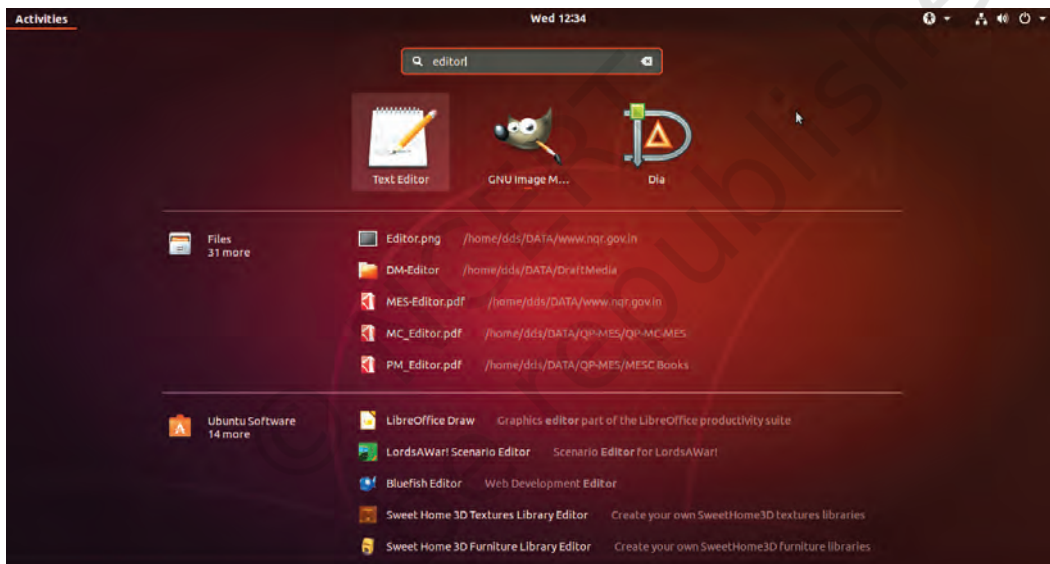 Activities
Wed 12:34
editor
Text Editor
GNU Image M...
Dia
Files
31 more
Editor.png /home/dds/DATA/www.nqr.gov.in
DM-Editor /home/dds/DATA/DraftMedia
MES-Editor.pdf /home/dds/DATA/www.nqr.gov.in
MC_Editor.pdf /home/dds/DATA/QP-MES/QP-MC-MES
PM_Editor.pdf /home/dds/DATA/QP-MES/MESC Books
Ubuntu Software
14 more
LibreOffice Draw Graphics editor part of the LibreOffice productivity suite
LordsAWar! Scenario Editor Scenario Editor for LordsAWar!
Bluefish Editor Web Development Editor
Sweet Home 3D Textures Library Editor Create your own SweetHome3D textures libraries
Sweet Home 3D Furniture Library Editor Create your own SweetHome3D furniture libraries
© NCERT
republishe